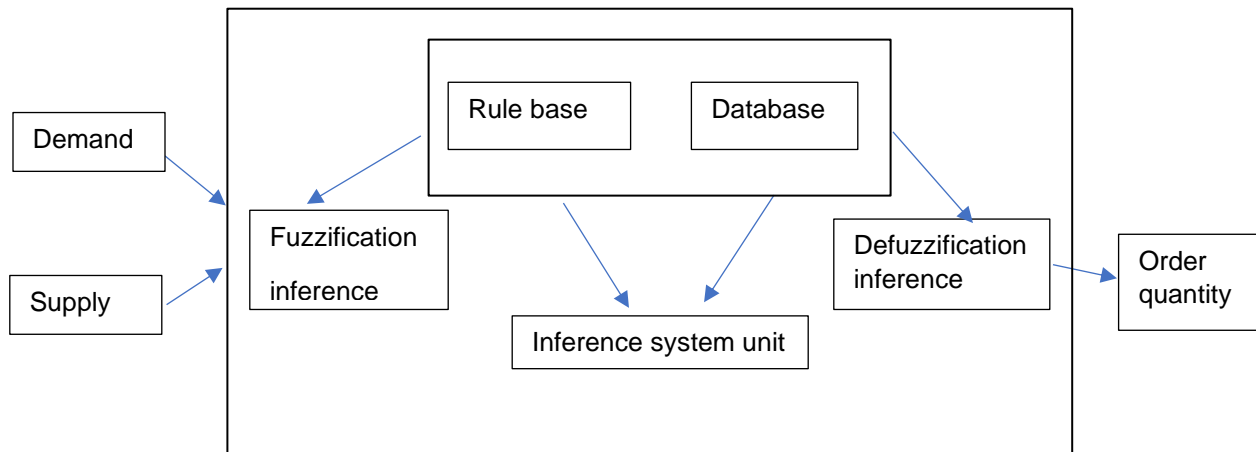 Rule base
Database
Demand
Fuzzification
inference
Defuzzification
inference
Order
quantity
Supply
Inference system unit